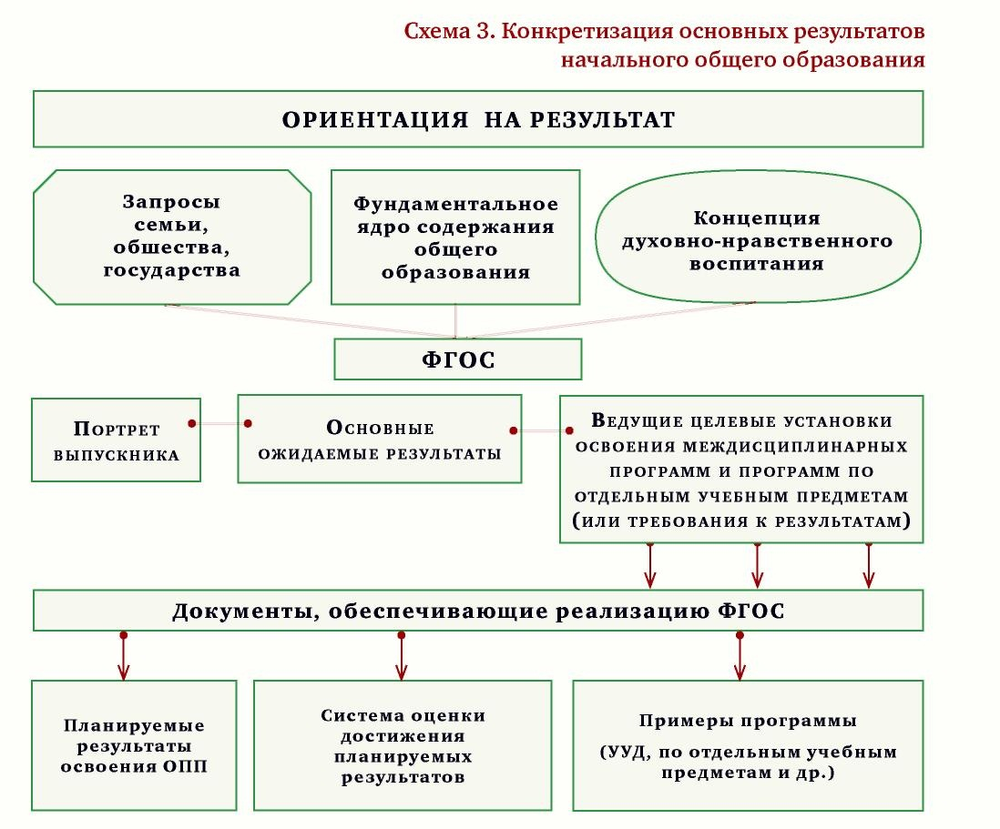 Схема 3. Конкретизация основных результатов
начального общего образования
ОРИЕНТАЦИЯ НА РЕЗУЛЬТАТ
Запросы
семьи,
обшества,
государства
Фундаментальное
ядро содержания
общего
образования
Концепция
духовно-нравственного
воспитания
ФГОС
Портрет
выпускника
Основные
ожидаемые результаты
Ведущие целевые установки
освоения междисциплинарных
программ и программ по
отдельным учебным предметам
(или требования к результатам)
Документы, обеспечивающие реализацию ФГОС
Планируемые
результаты
освоения ОПП
Система оценки
достижения
планируемых
результатов
Примеры программы
(УУД, по отдельным учебным
предметам и др.)